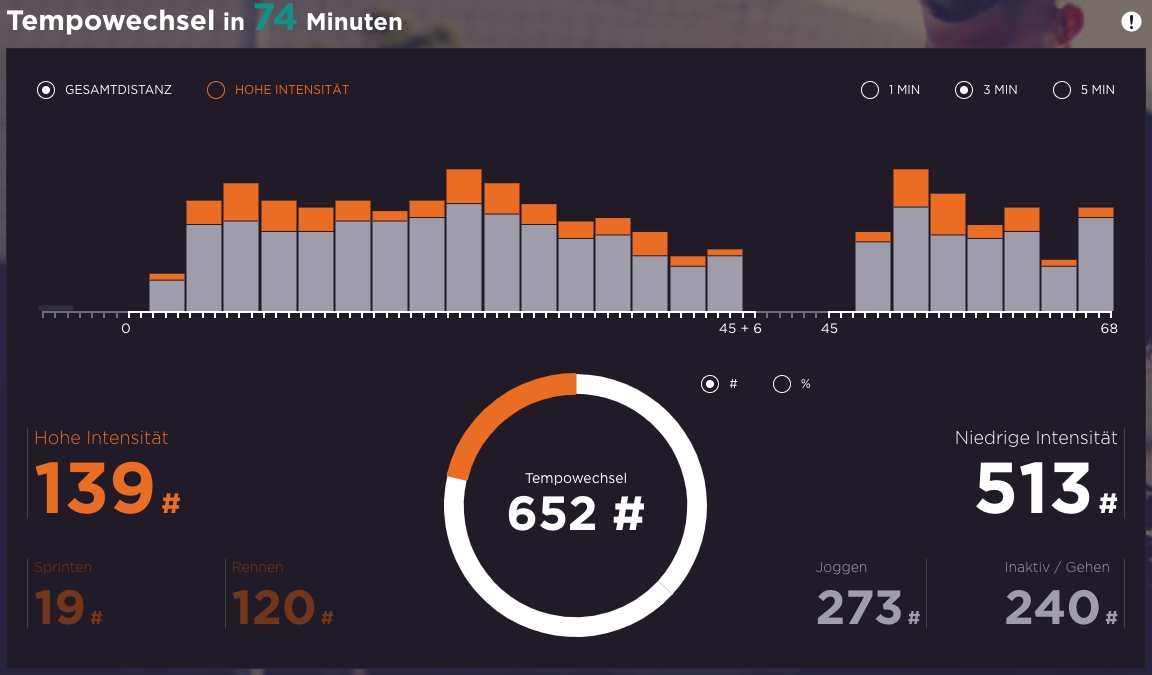 Tempowechsel in 74 Minuten
GESAMTDISTANZ HOHE INTENSITÄT 1 MIN 3 MIN 5 MIN
0 45 + 6 45 68
# %
Hohe Intensität
139 #
Tempowechsel
652 #
Niedrige Intensität
513 #
Sprinten Rennen Joggen Inaktiv / Gehen
19 # 120 # 273 # 240 #